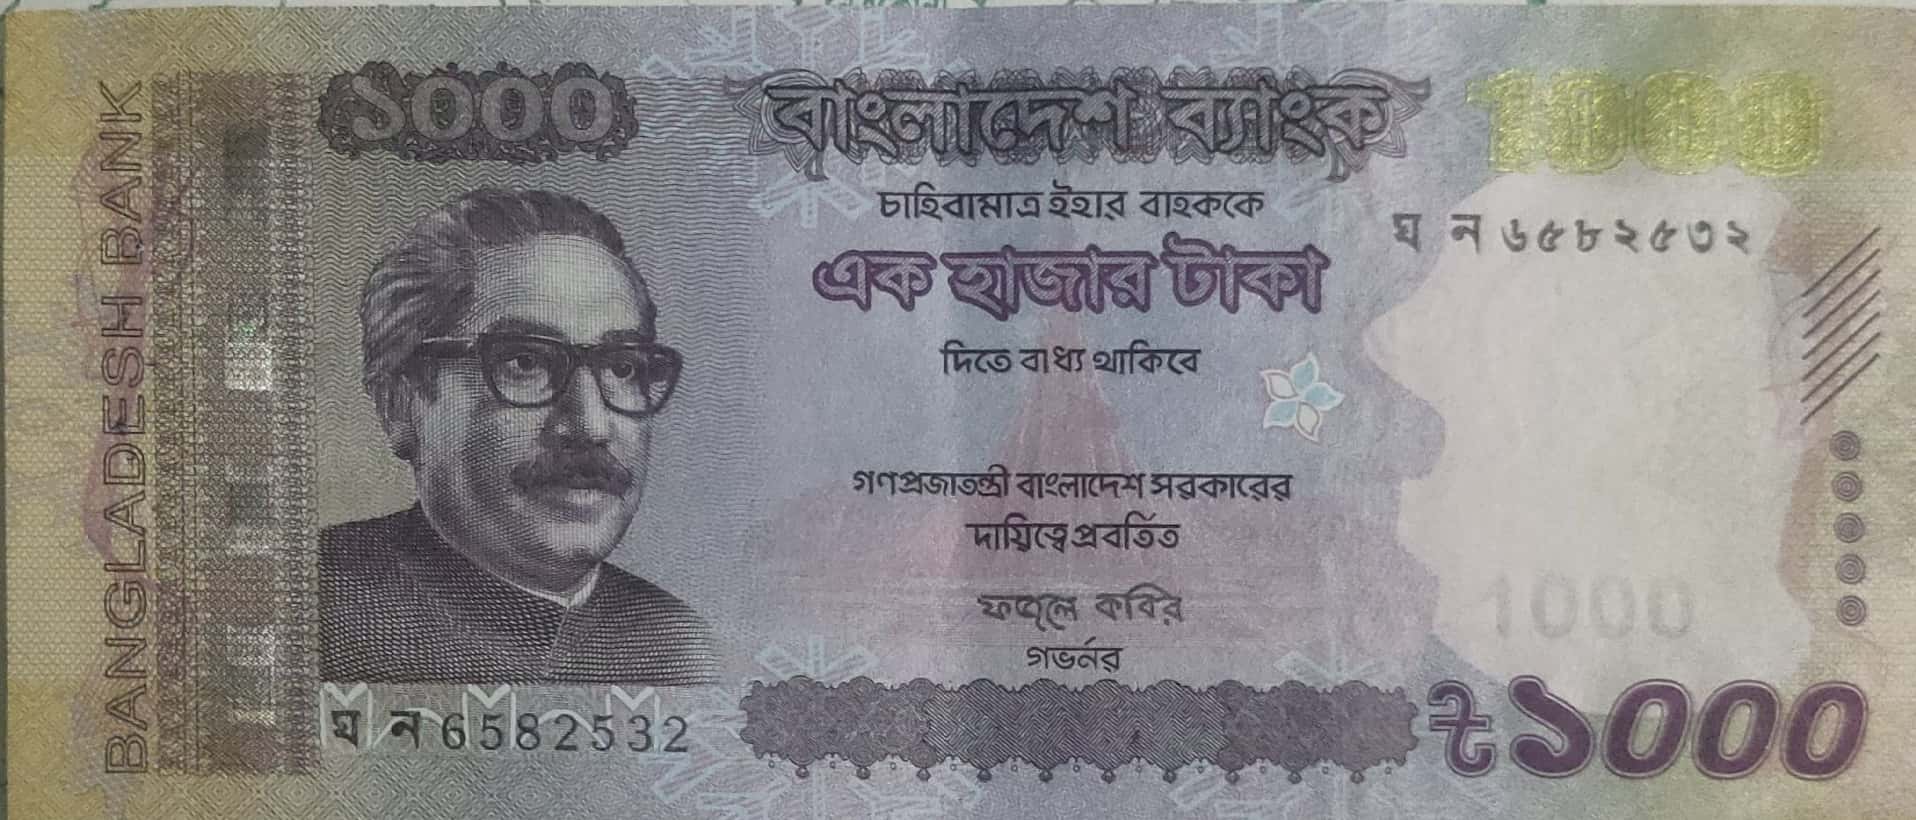 BANGLADESH BANK
১০০০
বাংলাদেশ ব্যাংক
1000
চাহিবামাত্র ইহার বাহককে
ঘ ন ৬৫৮২৫৩২
এক হাজার টাকা
দিতে বাধ্য থাকিবে
গণপ্রজাতন্ত্রী বাংলাদেশ সরকারের
দায়িত্বে প্রবর্তিত
ফজলে কবির
গভর্নর
1000
ঘ ন 6582532
৳১০০০